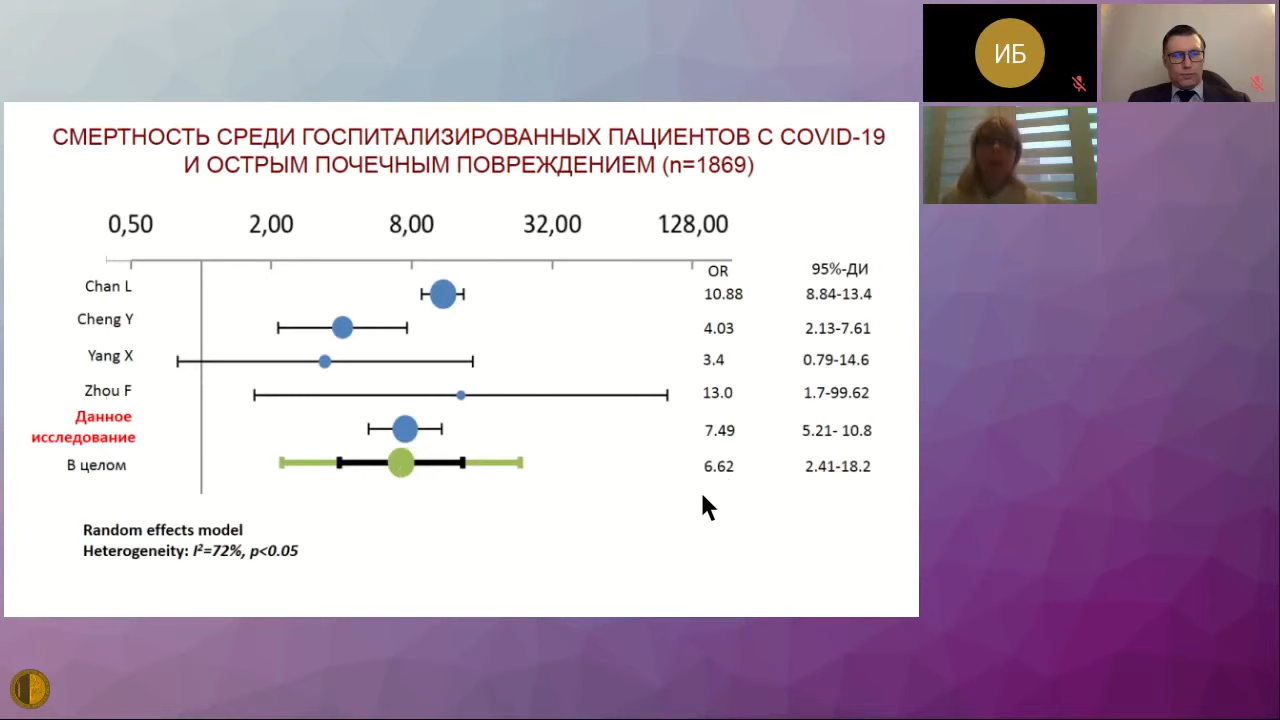 ИБ
СМЕРТНОСТЬ СРЕДИ ГОСПИТАЛИЗИРОВАННЫХ ПАЦИЕНТОВ С COVID-19
И ОСТРЫМ ПОЧЕЧНЫМ ПОВРЕЖДЕНИЕМ (n=1869)
0,50 2,00 8,00 32,00 128,00
OR 95%-ДИ
Chan L 10.88 8.84-13.4
Cheng Y 4.03 2.13-7.61
Yang X 3.4 0.79-14.6
Zhou F 13.0 1.7-99.62
Данное
исследование 7.49 5.21- 10.8
В целом 6.62 2.41-18.2
Random effects model
Heterogeneity: I²=72%, p<0.05